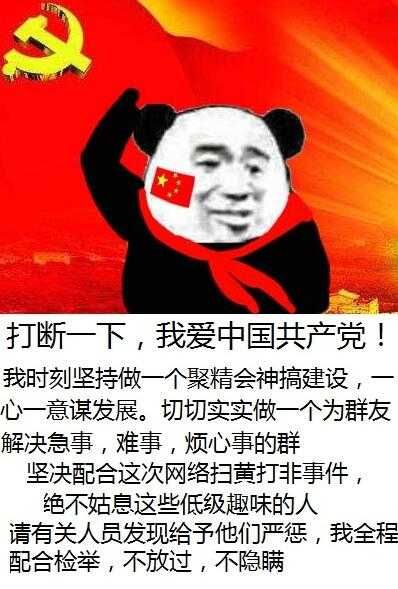 打断一下，我爱中国共产党！
我时刻坚持做一个聚精会神搞建设，一
心一意谋发展。切切实实做一个为群友
解决急事，难事，烦心事的群
坚决配合这次网络扫黄打非事件，
绝不姑息这些低级趣味的人
请有关人员发现给予他们严惩，我全程
配合检举，不放过，不隐瞒